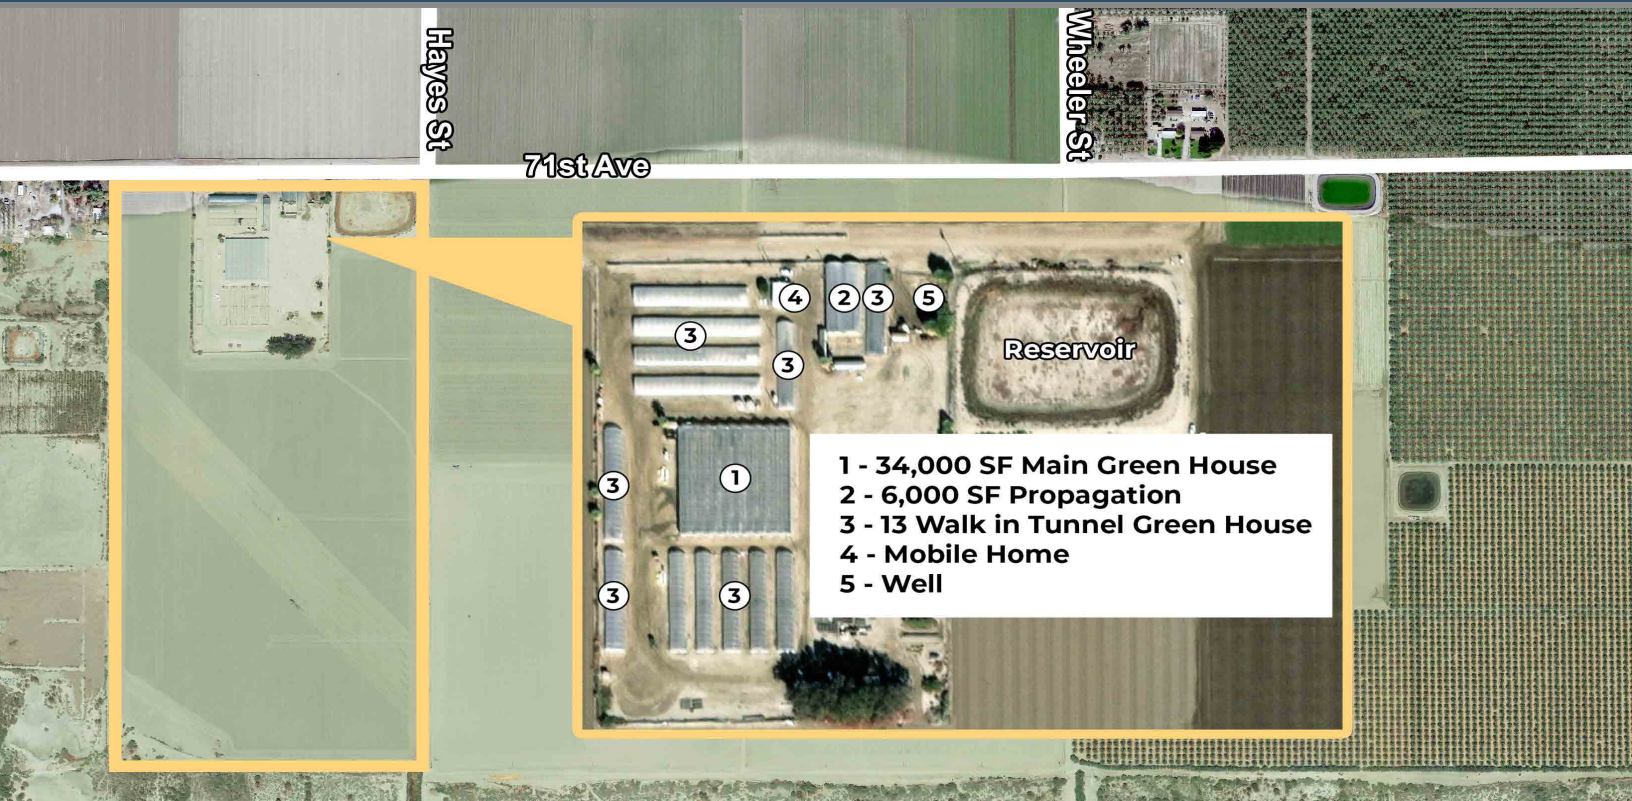 Hayes St
Wheeler St
71st Ave
4
2
3
5
3
3
Reservoir
3
1
3
3
1 - 34,000 SF Main Green House
2 - 6,000 SF Propagation
3 - 13 Walk in Tunnel Green House
4 - Mobile Home
5 - Well